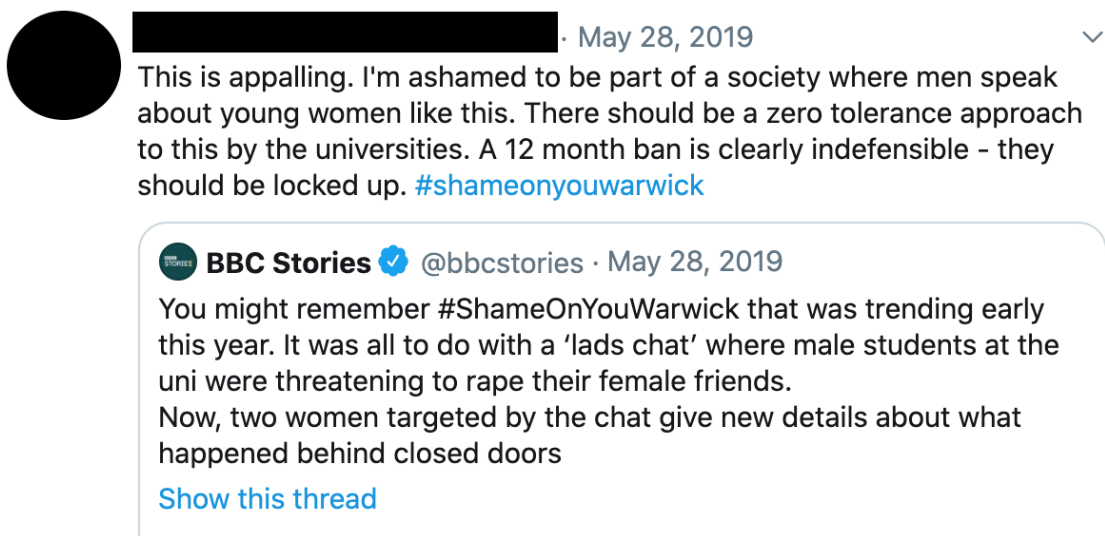 · May 28, 2019
This is appalling. I'm ashamed to be part of a society where men speak
about young women like this. There should be a zero tolerance approach
to this by the universities. A 12 month ban is clearly indefensible - they
should be locked up. #shameonyouwarwick
BBC STORIES
BBC Stories @bbcstories · May 28, 2019
You might remember #ShameOnYouWarwick that was trending early
this year. It was all to do with a ‘lads chat’ where male students at the
uni were threatening to rape their female friends.
Now, two women targeted by the chat give new details about what
happened behind closed doors
Show this thread